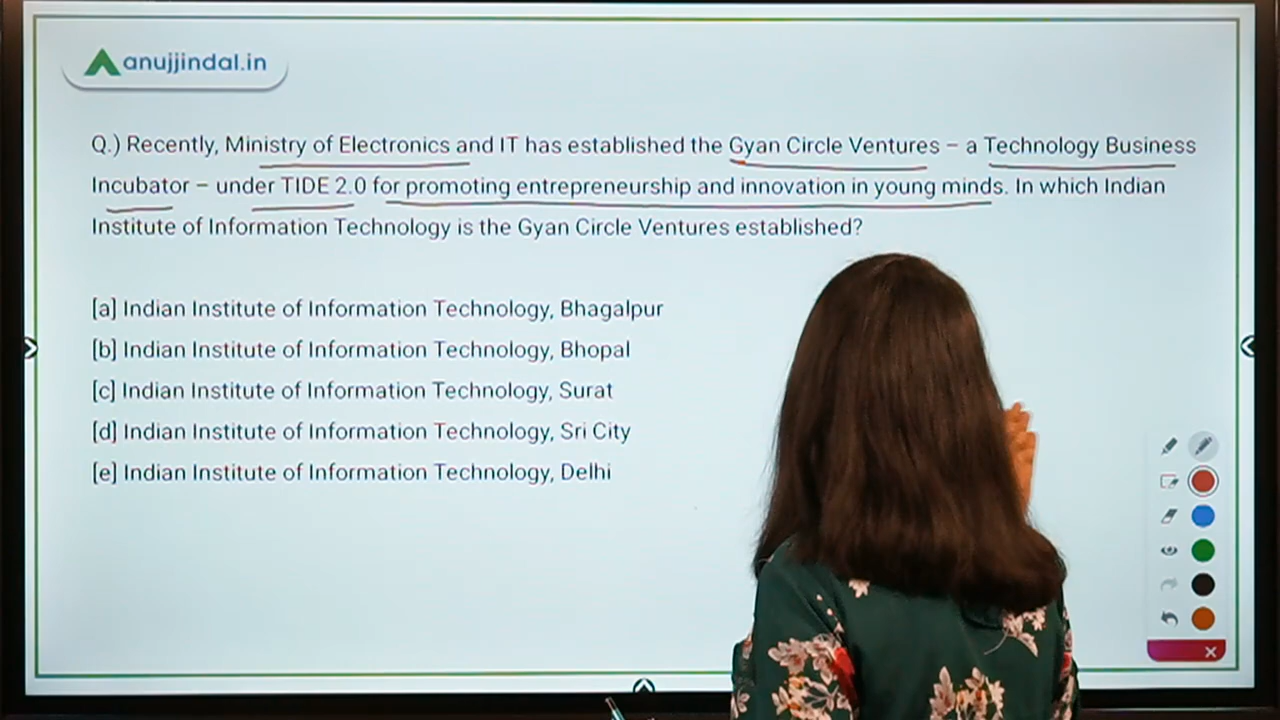 anujjindal.in
Q.) Recently, Ministry of Electronics and IT has established the Gyan Circle Ventures – a Technology Business
Incubator – under TIDE 2.0 for promoting entrepreneurship and innovation in young minds. In which Indian
Institute of Information Technology is the Gyan Circle Ventures established?
[a] Indian Institute of Information Technology, Bhagalpur
[b] Indian Institute of Information Technology, Bhopal
[c] Indian Institute of Information Technology, Surat
[d] Indian Institute of Information Technology, Sri City
[e] Indian Institute of Information Technology, Delhi